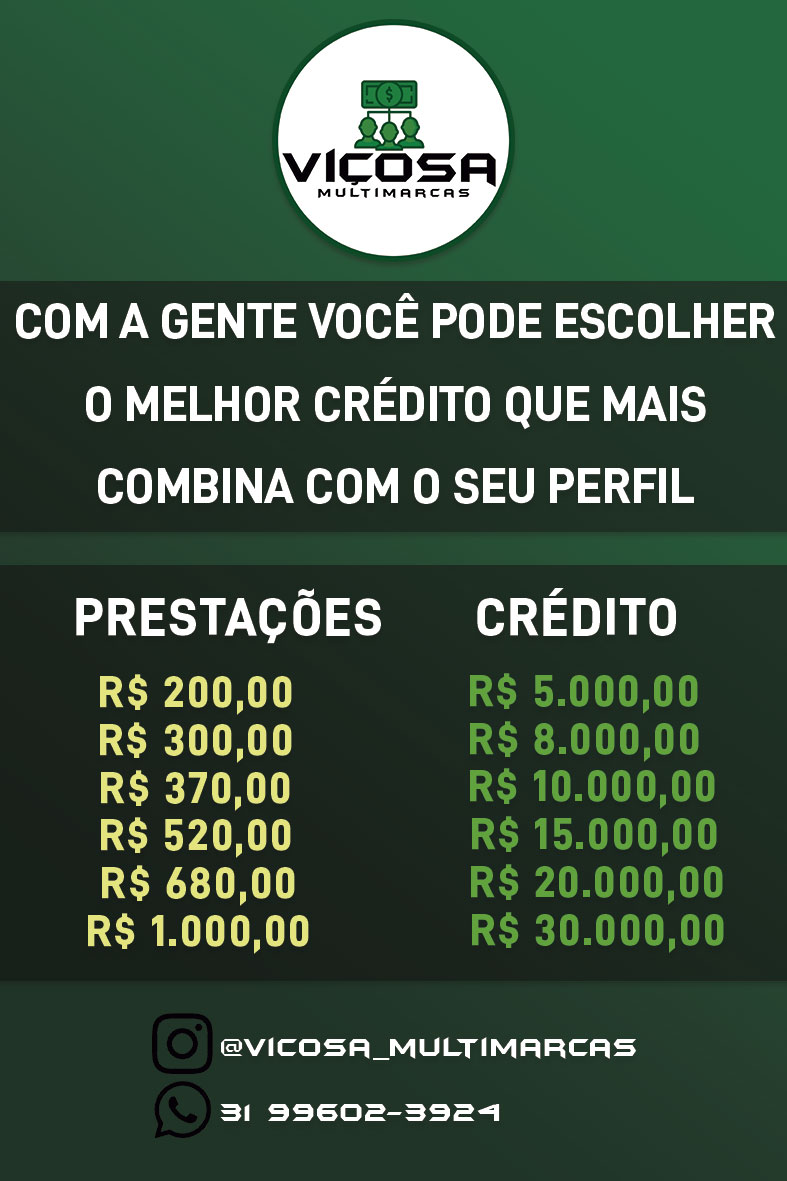 $
VIÇOSA
MULTIMARCAS
COM A GENTE VOCÊ PODE ESCOLHER
O MELHOR CRÉDITO QUE MAIS
COMBINA COM O SEU PERFIL
PRESTAÇÕES CRÉDITO
R$ 200,00 R$ 5.000,00
R$ 300,00 R$ 8.000,00
R$ 370,00 R$ 10.000,00
R$ 520,00 R$ 15.000,00
R$ 680,00 R$ 20.000,00
R$ 1.000,00 R$ 30.000,00
@VICOSA_MULTIMARCAS
31 99602-3924